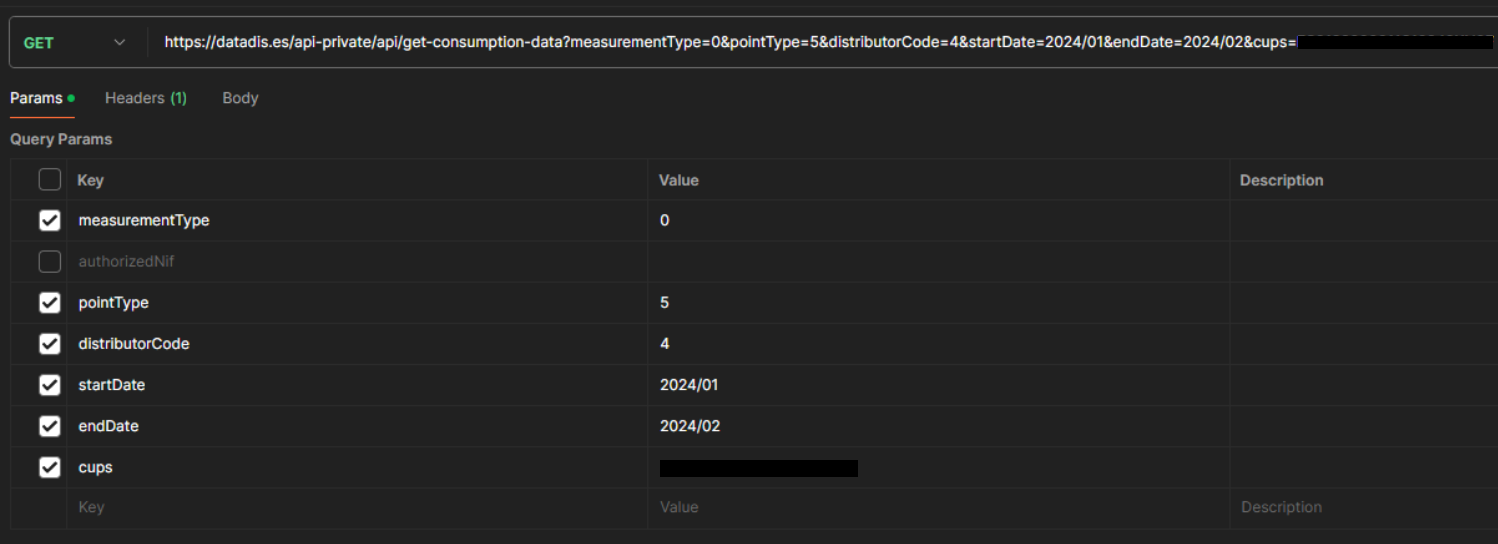 GET https://datadis.es/api-private/api/get-consumption-data?measurementType=0&pointType=5&distributorCode=4&startDate=2024/01&endDate=2024/02&cups=
Params Headers (1) Body
Query Params
Key Value Description
measurementType 0
authorizedNif
pointType 5
distributorCode 4
startDate 2024/01
endDate 2024/02
cups
Key Value Description